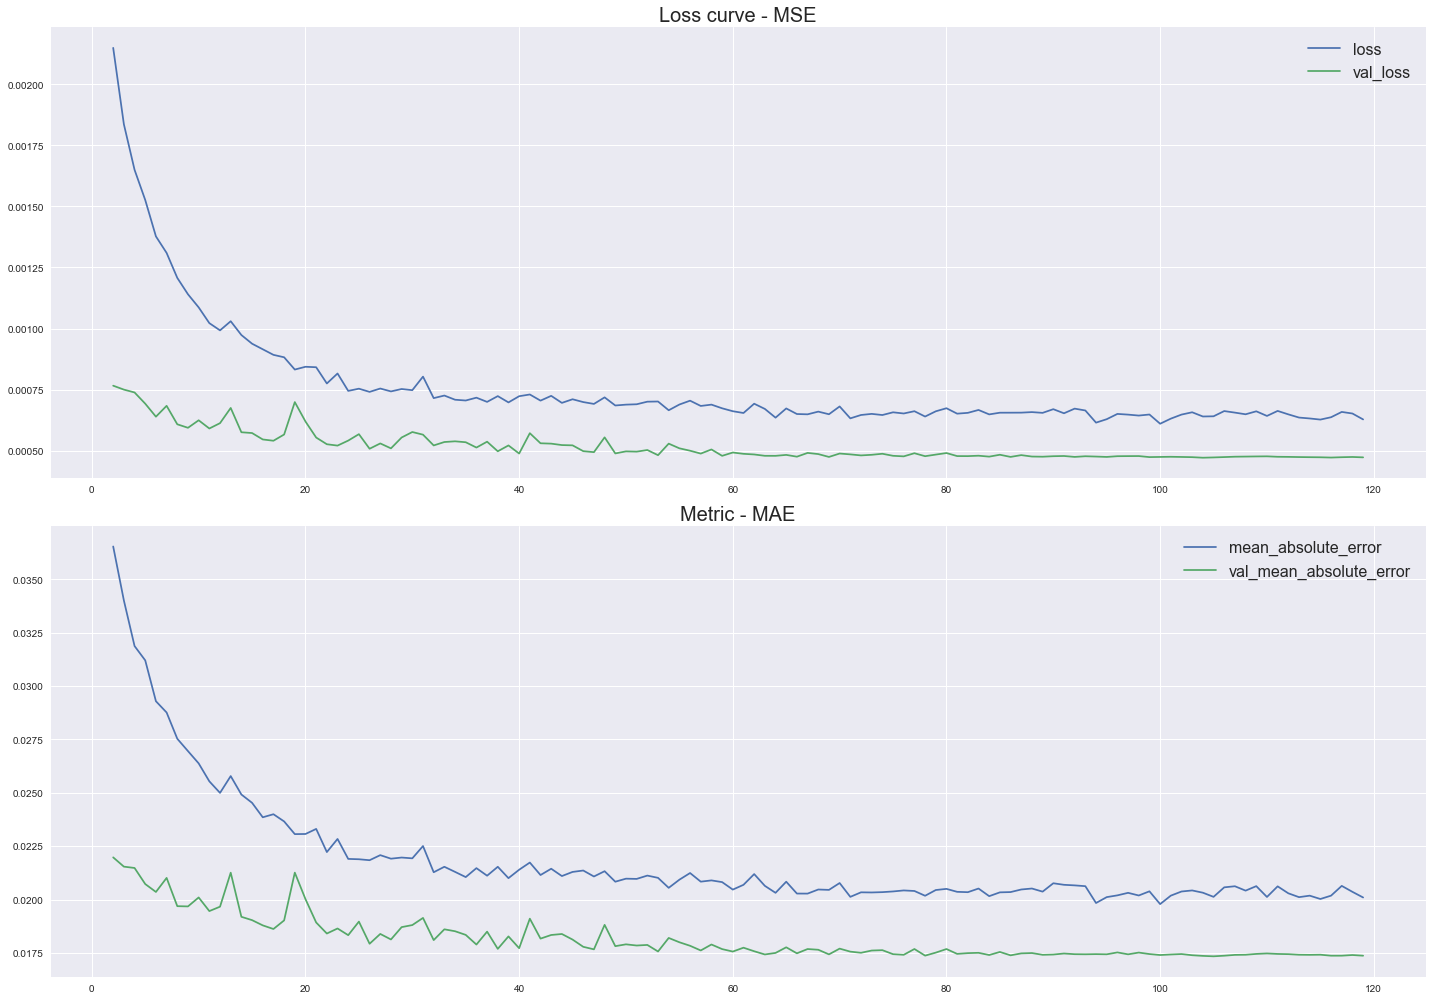 Loss curve - MSE
loss
val_loss
0.00200
0.00175
0.00150
0.00125
0.00100
0.00075
0.00050
0 20 40 60 80 100 120
Metric - MAE
mean_absolute_error
val_mean_absolute_error
0.0350
0.0325
0.0300
0.0275
0.0250
0.0225
0.0200
0.0175
0 20 40 60 80 100 120